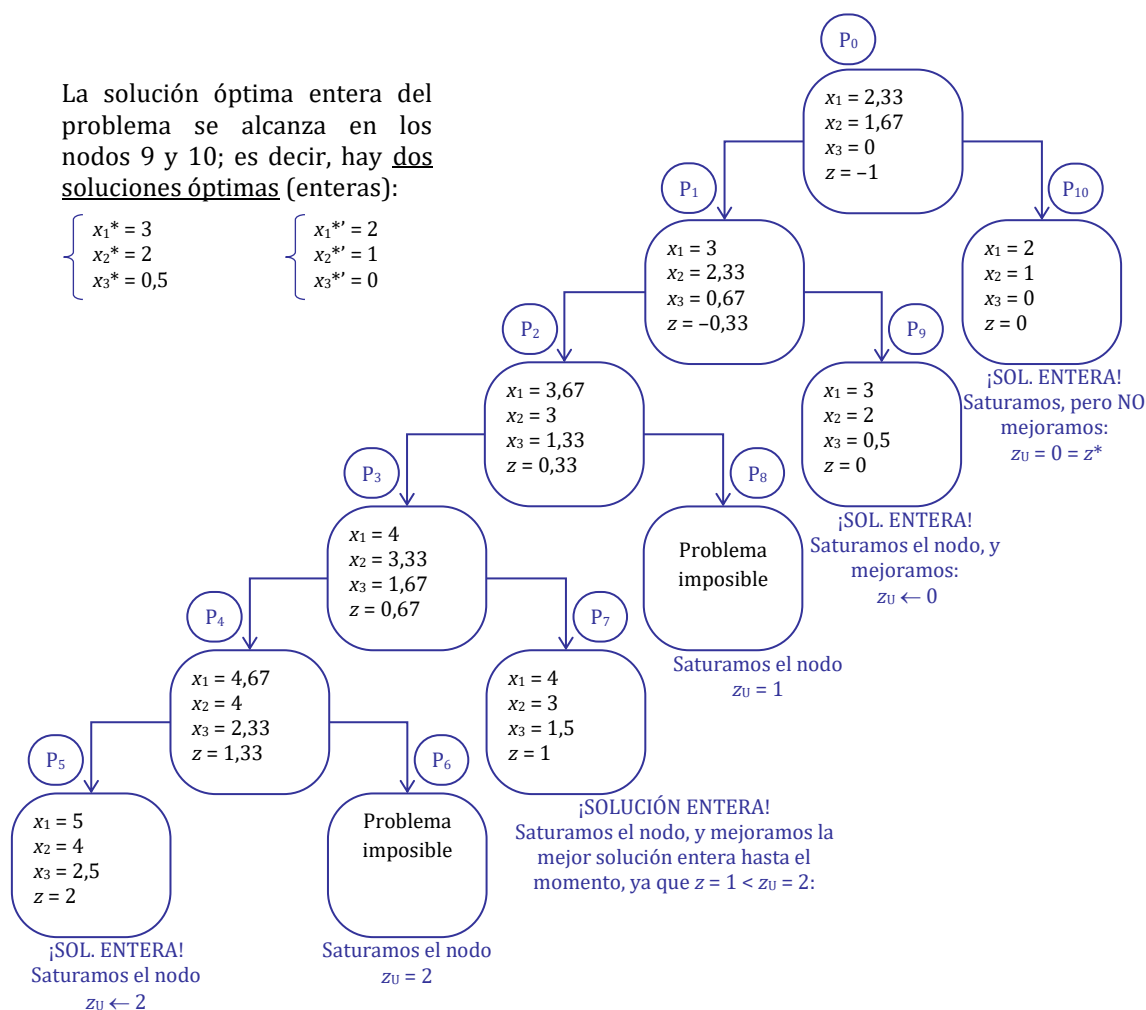 P0
La solución óptima entera del
problema se alcanza en los
nodos 9 y 10; es decir, hay dos
soluciones óptimas (enteras):
x1* = 3
x2* = 2
x3* = 0,5
x1*' = 2
x2*' = 1
x3*' = 0
x1 = 2,33
x2 = 1,67
x3 = 0
z = –1
P1
x1 = 3
x2 = 2,33
x3 = 0,67
z = –0,33
P10
x1 = 2
x2 = 1
x3 = 0
z = 0
¡SOL. ENTERA!
Saturamos, pero NO
mejoramos:
zU = 0 = z*
P2
x1 = 3,67
x2 = 3
x3 = 1,33
z = 0,33
P9
x1 = 3
x2 = 2
x3 = 0,5
z = 0
¡SOL. ENTERA!
Saturamos el nodo, y
mejoramos:
zU ← 0
P3
x1 = 4
x2 = 3,33
x3 = 1,67
z = 0,67
P8
Problema
imposible
Saturamos el nodo
zU = 1
P4
x1 = 4,67
x2 = 4
x3 = 2,33
z = 1,33
P7
x1 = 4
x2 = 3
x3 = 1,5
z = 1
¡SOLUCIÓN ENTERA!
Saturamos el nodo, y mejoramos la
mejor solución entera hasta el
momento, ya que z = 1 < zU = 2:
P5
x1 = 5
x2 = 4
x3 = 2,5
z = 2
¡SOL. ENTERA!
Saturamos el nodo
zU ← 2
P6
Problema
imposible
Saturamos el nodo
zU = 2